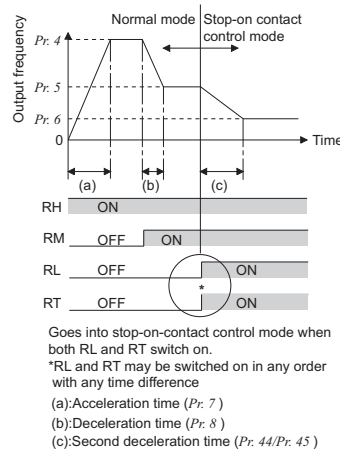 Normal mode
Stop-on contact
control mode
Output frequency
Pr. 4
Pr. 5
Pr. 6
0
Time
(a)
(b)
(c)
RH
ON
RM
OFF
ON
RL
OFF
ON
*
RT
OFF
ON
Goes into stop-on-contact control mode when
both RL and RT switch on.
*RL and RT may be switched on in any order
with any time difference
(a):Acceleration time (Pr. 7 )
(b):Deceleration time (Pr. 8 )
(c):Second deceleration time (Pr. 44/Pr. 45 )